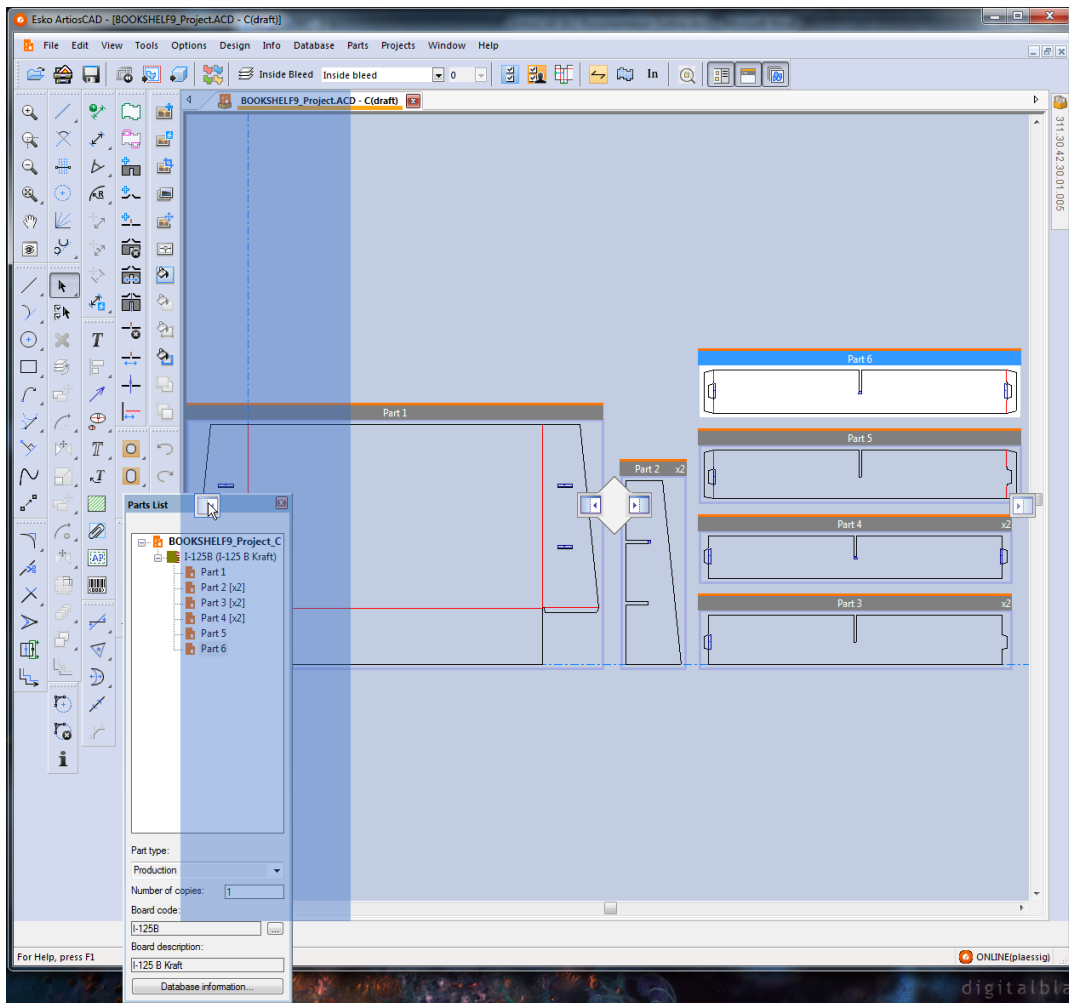 Esko ArtiosCAD - [BOOKSHELF9_Project.ACD - C(draft)]
File Edit View Tools Options Design Info Database Parts Projects Window Help
Inside Bleed Inside bleed 0 In
BOOKSHELF9_Project.ACD - C(draft)
311.30.42.30.01.005
R
T
T
T
AP
Part 6
Part 1
Part 5
Part 2 x2
Part 4 x2
Part 3 x2
Parts List
BOOKSHELF9_Project_C
I-125B (I-125 B Kraft)
Part 1
Part 2 [x2]
Part 3 [x2]
Part 4 [x2]
Part 5
Part 6
Part type:
Production
Number of copies: 1
Board code:
I-125B ...
Board description:
I-125 B Kraft
Database information...
For Help, press F1
ONLINE(plaessig)
digitalbla